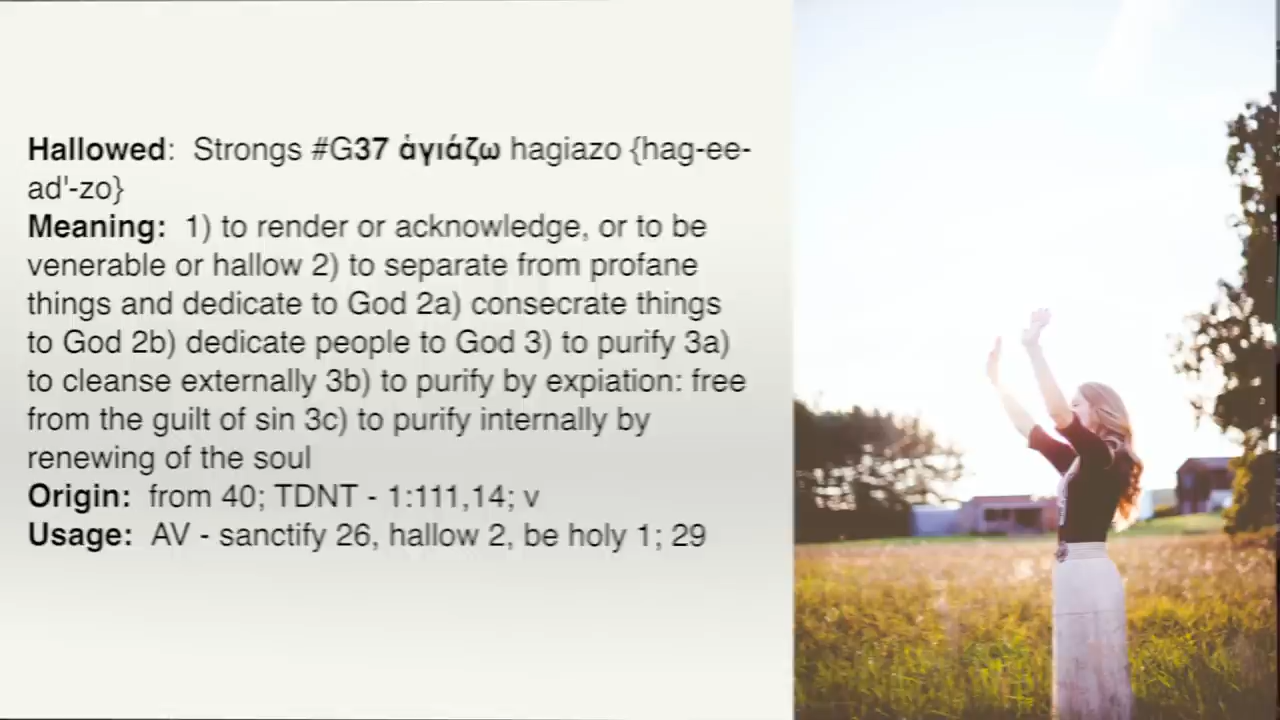 Hallowed:  Strongs #G37 ἁγιάζω hagiazo {hag-ee-
ad'-zo}
Meaning:  1) to render or acknowledge, or to be
venerable or hallow 2) to separate from profane
things and dedicate to God 2a) consecrate things
to God 2b) dedicate people to God 3) to purify 3a)
to cleanse externally 3b) to purify by expiation: free
from the guilt of sin 3c) to purify internally by
renewing of the soul
Origin:  from 40; TDNT - 1:111,14; v
Usage:  AV - sanctify 26, hallow 2, be holy 1; 29